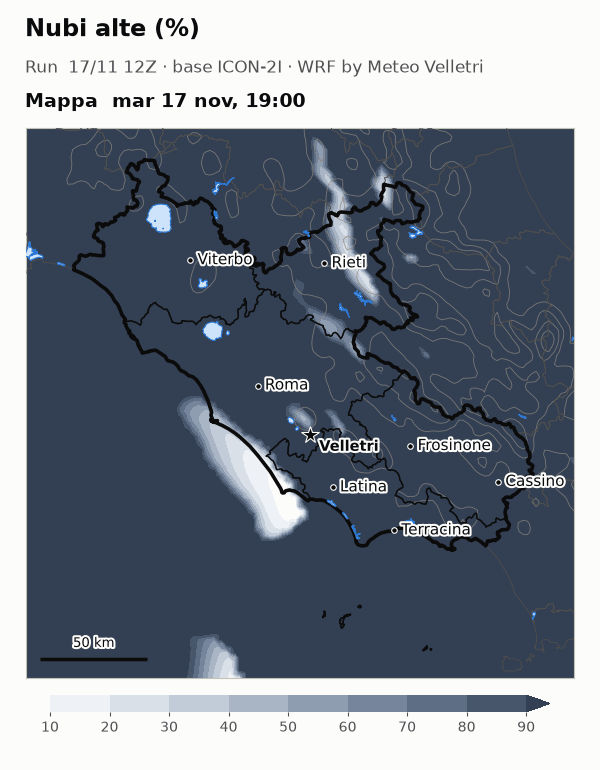 Nubi alte (%)
Run 17/11 12Z · base ICON-2I · WRF by Meteo Velletri
Mappa mar 17 nov, 19:00
Viterbo
Rieti
Roma
Velletri
Frosinone
Cassino
Latina
Terracina
50 km
10 20 30 40 50 60 70 80 90